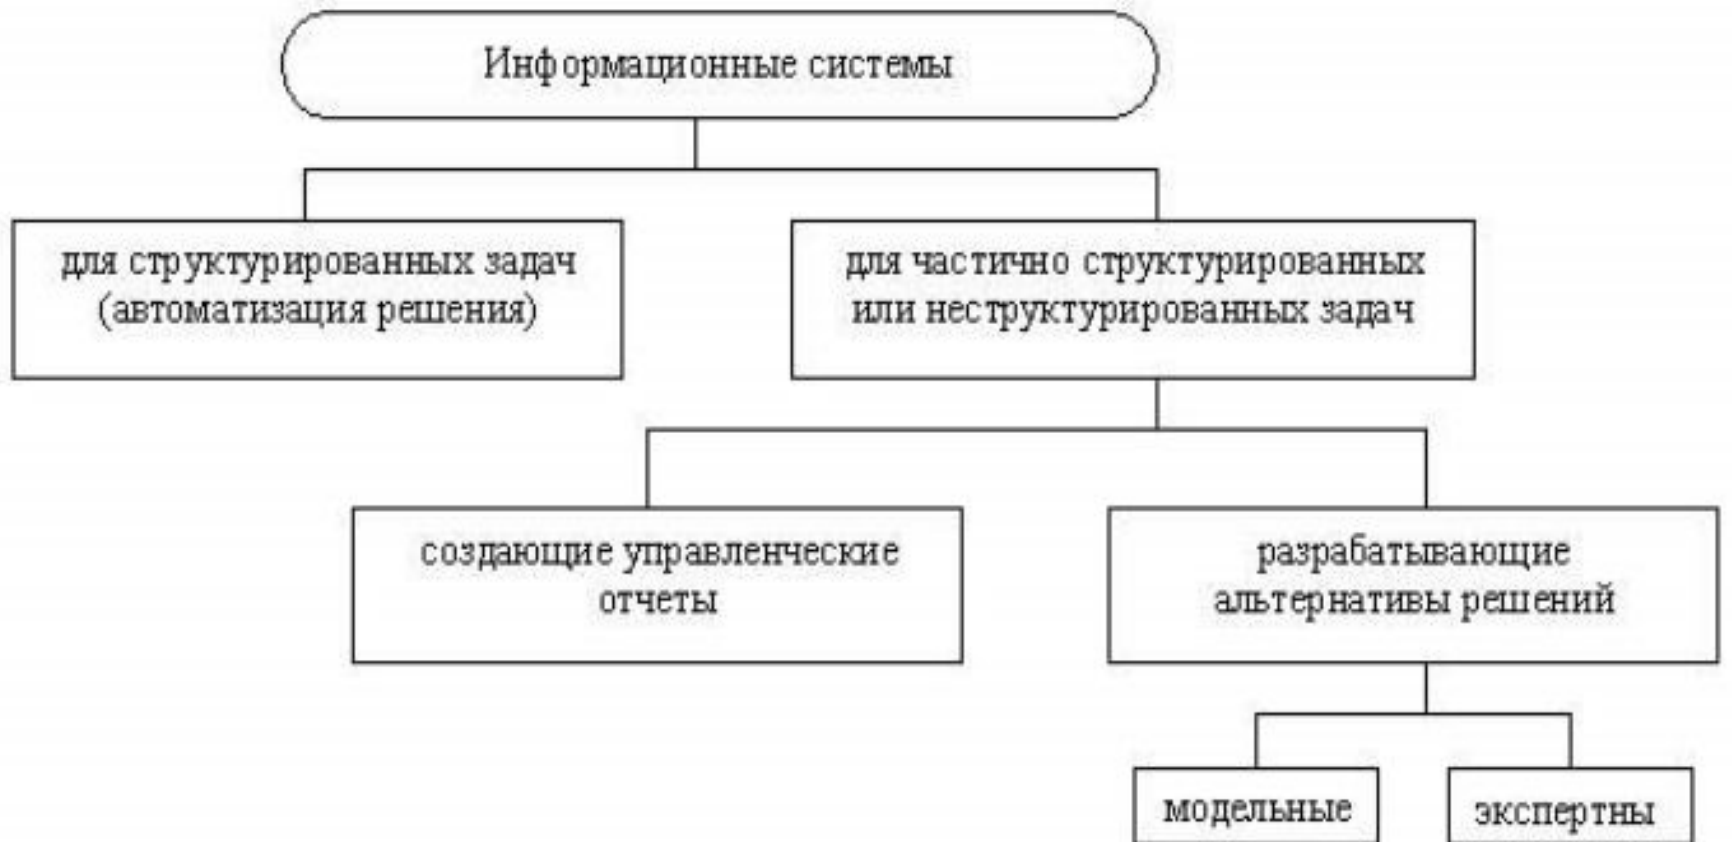 Информационные системы
для структурированных задач
(автоматизация решения)
для частично структурированных
или неструктурированных задач
создающие управленческие
отчеты
разрабатывающие
альтернативы решений
модельные
экспертны